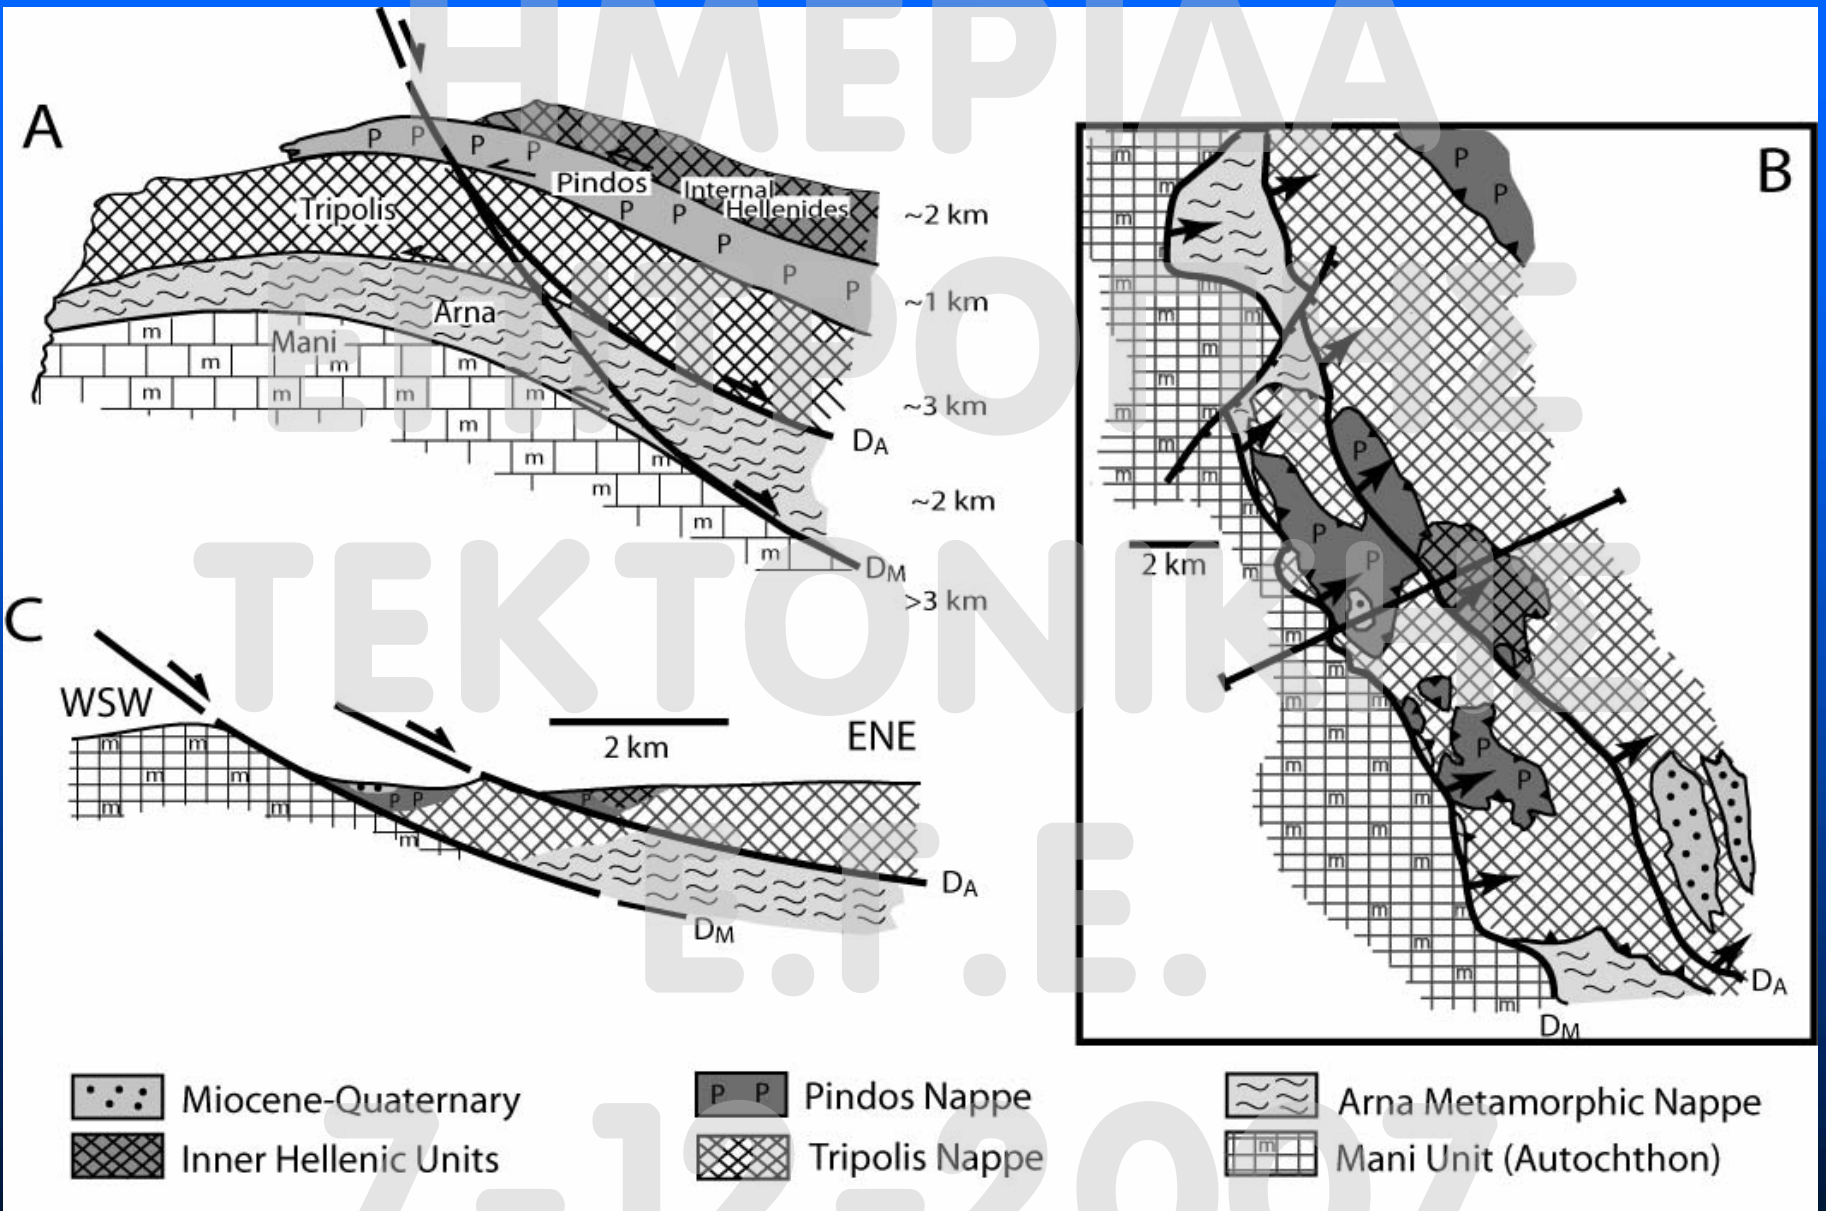 ΗΜΕΡΙΔΑ
ΕΠΙΤΡΟΠΗΣ
ΤΕΚΤΟΝΙΚΗΣ
Ε.Γ.Ε.
7-12-2007
A
P P P P
Pindos
Internal
Hellenides
Tripolis
P P P
P P
Arna
Mani
m
m m
m m m m
m
m m
m
m
m
~2 km
~1 km
~3 km
DA
~2 km
DM
>3 km
B
m
P
P
m
m
m
m m
m
m
m
m
m
P
m
P
P
m
2 km
m
m
m
m
P
P
m m
m m
m m
m
m
m
m
m
m
DA
DM
C
WSW
ENE
2 km
m m
m m
m m
m
P P
P
DA
DM
Miocene-Quaternary
Inner Hellenic Units
P P
Pindos Nappe
Tripolis Nappe
Arna Metamorphic Nappe
m
Mani Unit (Autochthon)